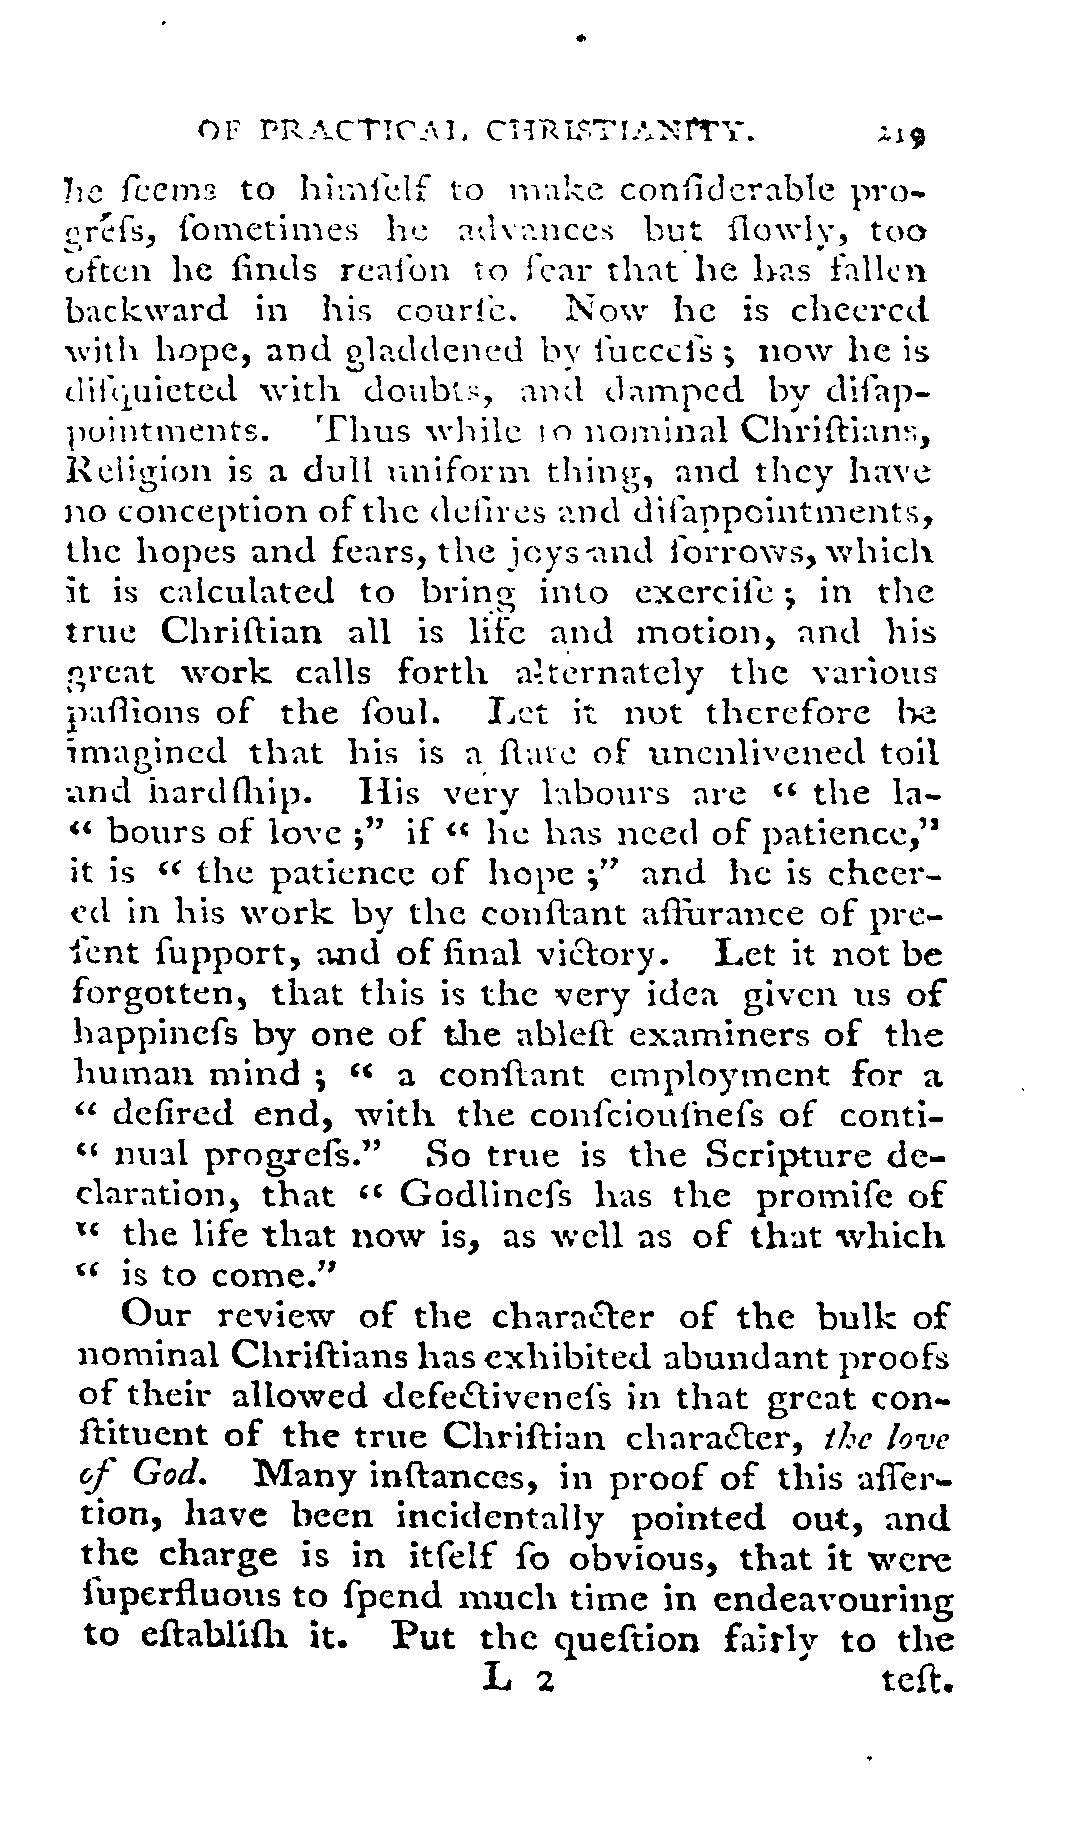 OF PRACTICAL CHRISTIANITY. 219
he ſeems to himſelf to make conſiderable pro-
greſs, ſometimes he advances but ſlowly, too
often he finds reaſon to fear that he has fallen
backward in his courſe. Now he is cheered
with hope, and gladdened by ſucceſs; now he is
diſquieted with doubts, and damped by diſap-
pointments. Thus while to nominal Chriſtians,
Religion is a dull uniform thing, and they have
no conception of the deſires and diſappointments,
the hopes and fears, the joys and ſorrows, which
it is calculated to bring into exerciſe; in the
true Chriſtian all is life and motion, and his
great work calls forth alternately the various
paſſions of the ſoul. Let it not therefore be
imagined that his is a ſtate of unenlivened toil
and hardſhip. His very labours are “ the la-
“ bours of love;” if “ he has need of patience,”
it is “ the patience of hope;” and he is cheer-
ed in his work by the conſtant aſſurance of pre-
ſent ſupport, and of final victory. Let it not be
forgotten, that this is the very idea given us of
happineſs by one of the ableſt examiners of the
human mind; “ a conſtant employment for a
“ deſired end, with the conſciouſneſs of conti-
“ nual progreſs.” So true is the Scripture de-
claration, that “ Godlineſs has the promiſe of
“ the life that now is, as well as of that which
“ is to come.”
Our review of the character of the bulk of
nominal Chriſtians has exhibited abundant proofs
of their allowed defectiveneſs in that great con-
ſtituent of the true Chriſtian character, the love
of God. Many inſtances, in proof of this aſſer-
tion, have been incidentally pointed out, and
the charge is in itſelf ſo obvious, that it were
ſuperfluous to ſpend much time in endeavouring
to eſtabliſh it. Put the queſtion fairly to the
L 2 teſt.